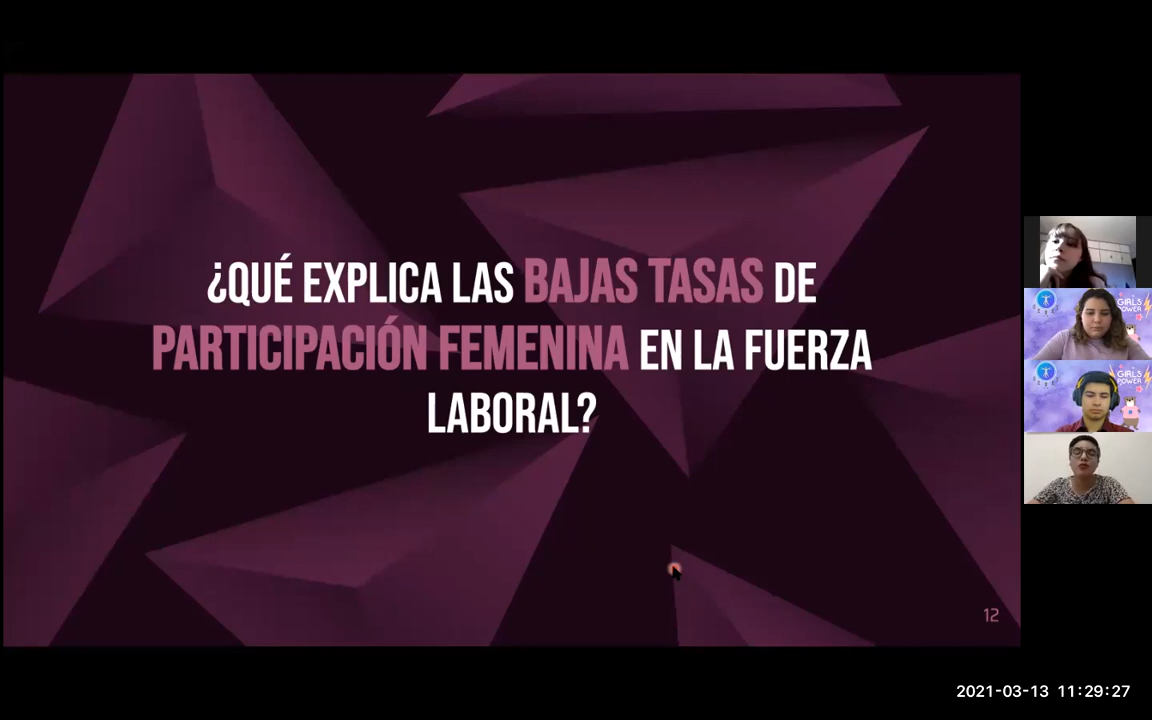 ¿QUÉ EXPLICA LAS BAJAS TASAS DE
PARTICIPACIÓN FEMENINA EN LA FUERZA
LABORAL?
12
GIRLS
POWER
GIRLS
POWER
2021-03-13 11:29:27